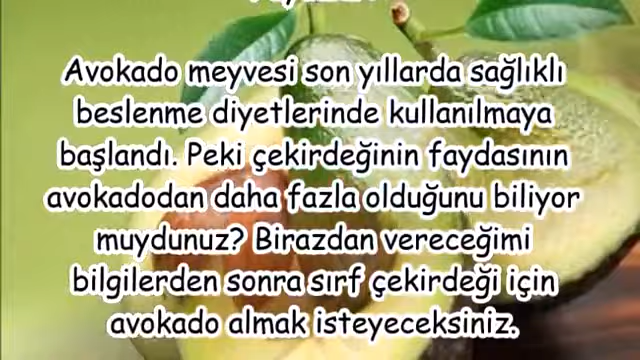 Avokado meyvesi son yıllarda sağlıklı
beslenme diyetlerinde kullanılmaya
başlandı. Peki çekirdeğinin faydasının
avokadodan daha fazla olduğunu biliyor
muydunuz? Birazdan vereceğimi
bilgilerden sonra sırf çekirdeği için
avokado almak isteyeceksiniz.